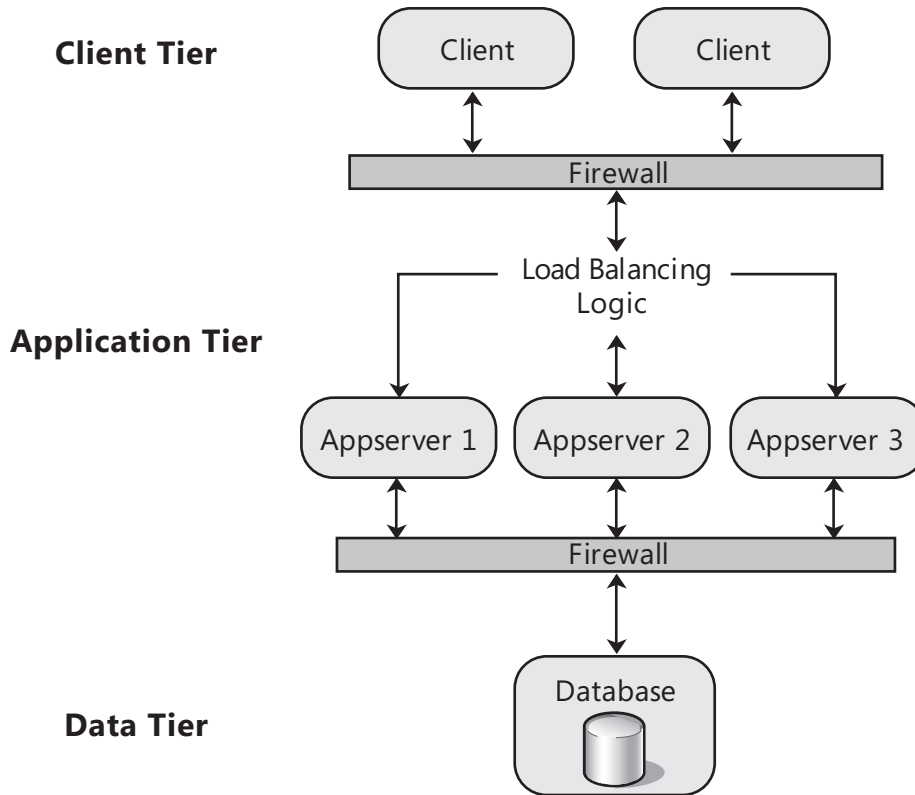 Client Tier
Client
Client
Firewall
Load Balancing
Logic
Application Tier
Appserver 1
Appserver 2
Appserver 3
Firewall
Database
Data Tier